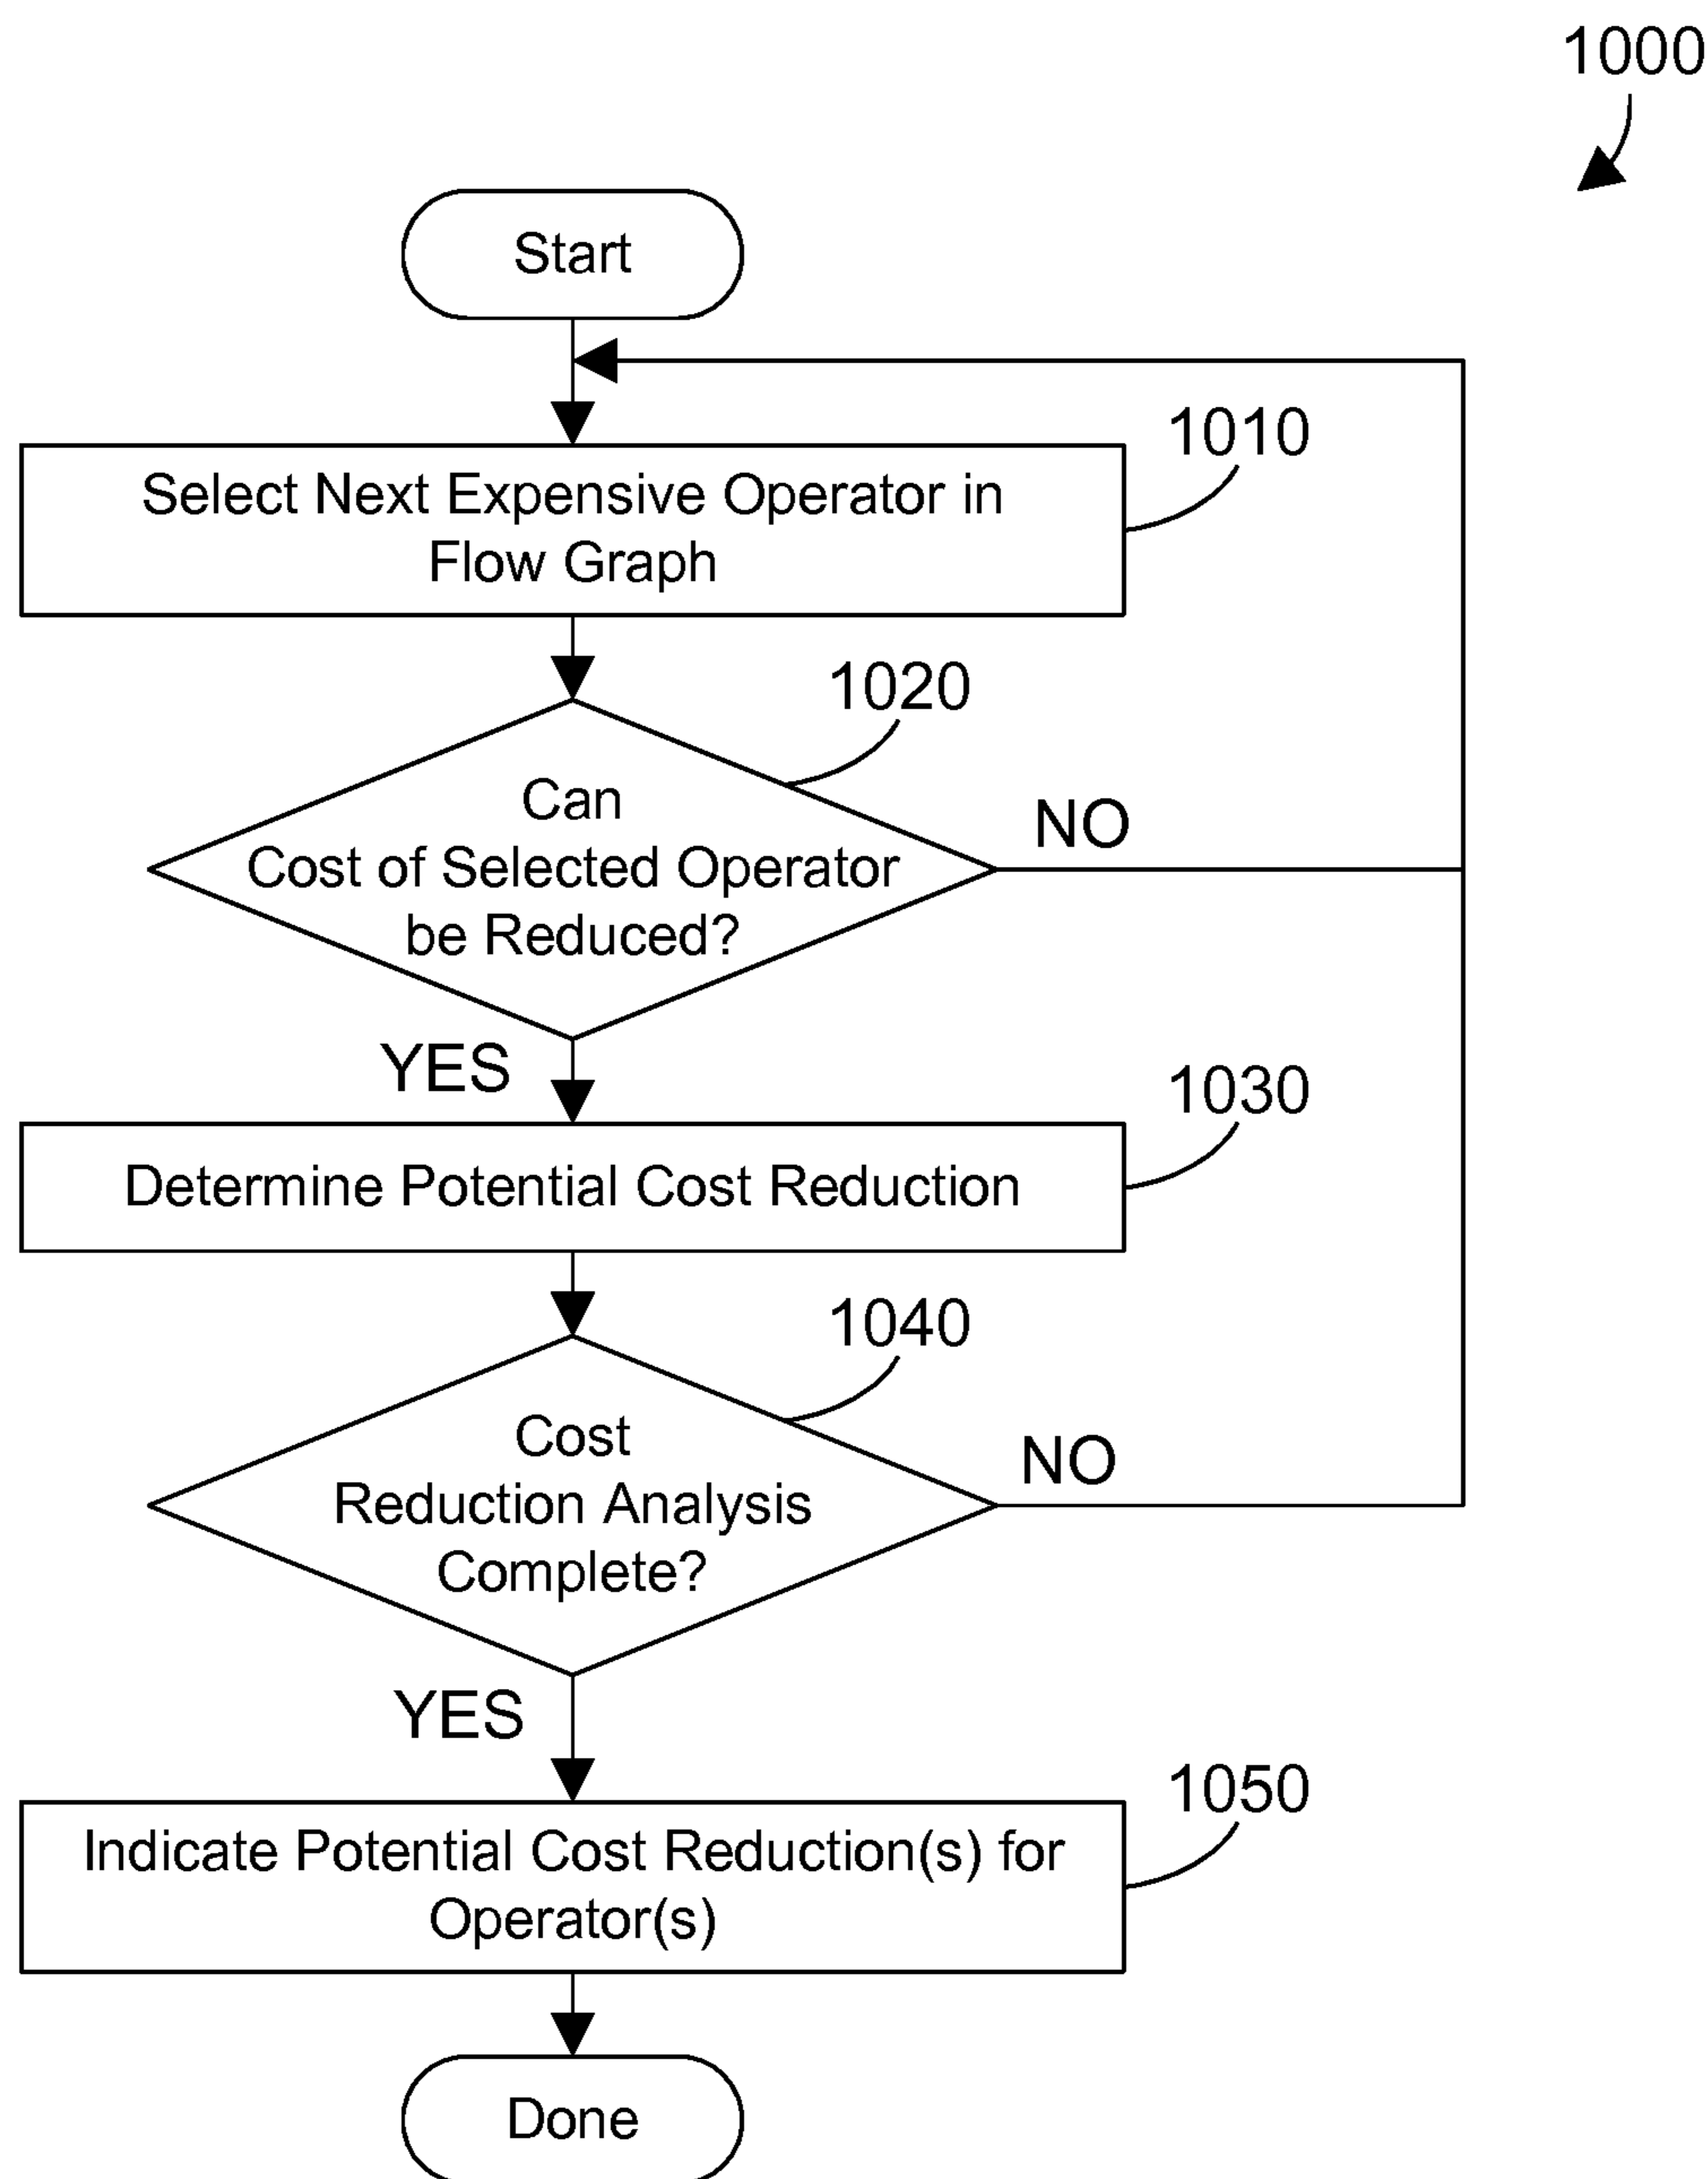 1000
Start
1010
Select Next Expensive Operator in
Flow Graph
1020
Can
Cost of Selected Operator
be Reduced?
NO
YES
1030
Determine Potential Cost Reduction
1040
Cost
Reduction Analysis
Complete?
NO
YES
1050
Indicate Potential Cost Reduction(s) for
Operator(s)
Done